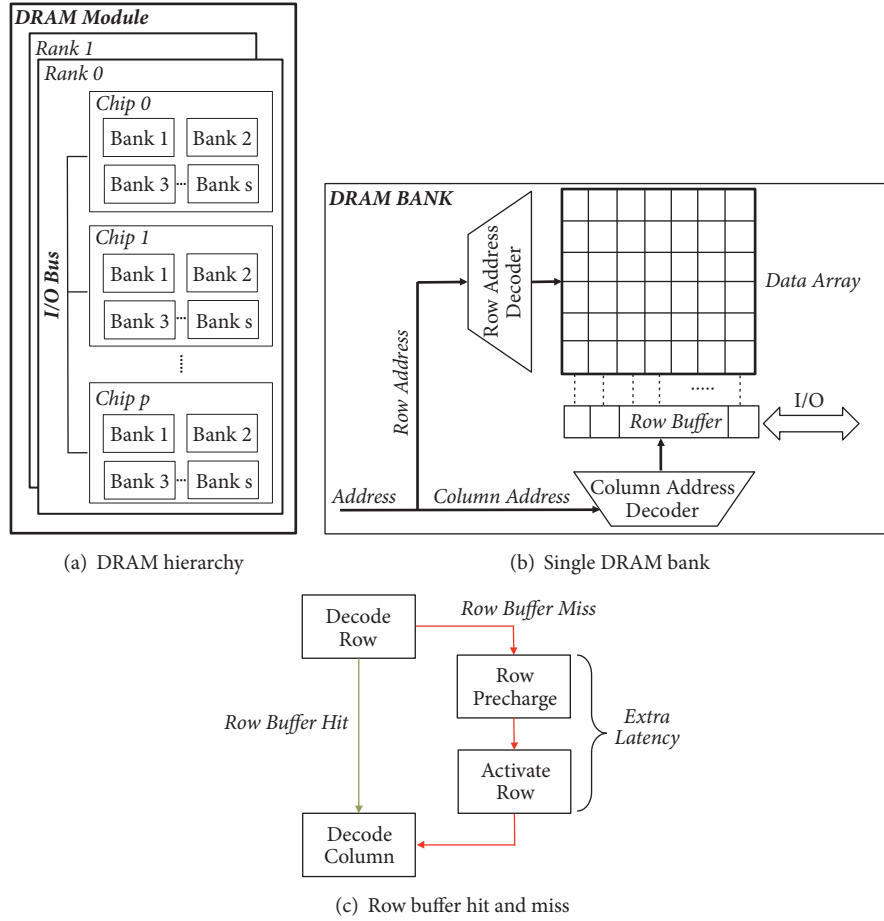 DRAM Module
Rank 1
Rank 0
I/O Bus
Chip 0
Bank 1 Bank 2
Bank 3 ... Bank s
Chip 1
Bank 1 Bank 2
Bank 3 ... Bank s
......
Chip p
Bank 1 Bank 2
Bank 3 ... Bank s
(a) DRAM hierarchy
DRAM BANK
Row Address
Decoder
Data Array
Row Address
.....
Row Buffer
I/O
Address
Column Address
Column Address
Decoder
(b) Single DRAM bank
Decode
Row
Row Buffer Miss
Row
Precharge
Row Buffer Hit
Extra
Latency
Activate
Row
Decode
Column
(c) Row buffer hit and miss